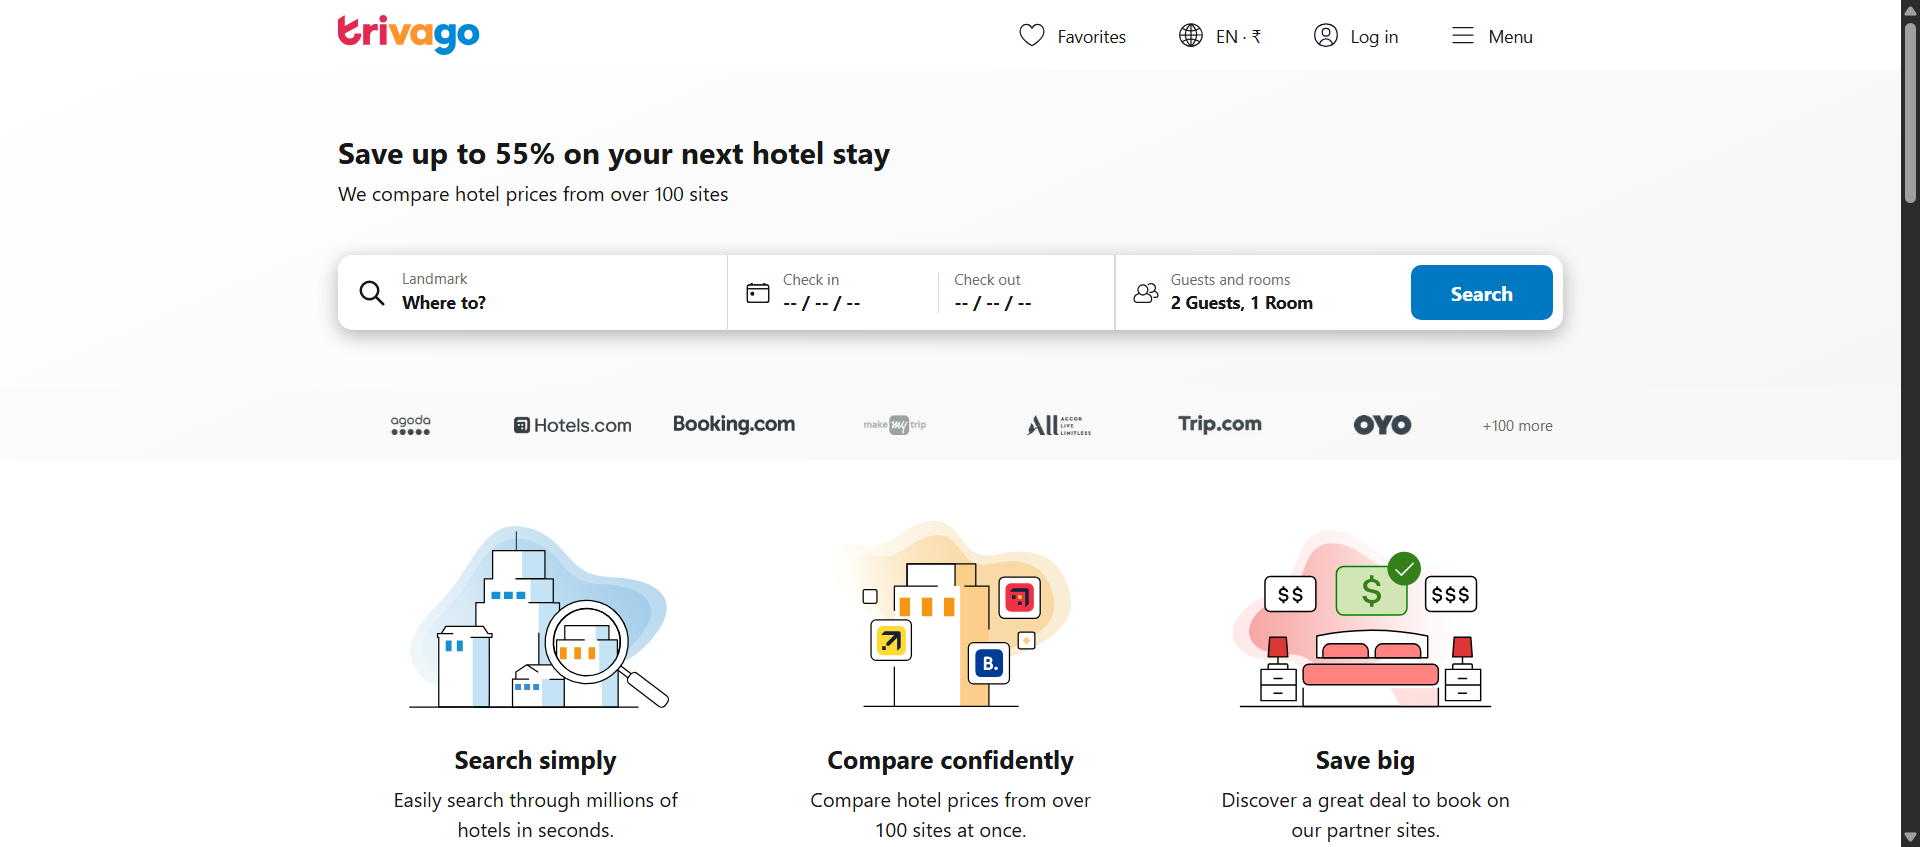 trivago
Favorites
EN · ₹
Log in
Menu
Save up to 55% on your next hotel stay
We compare hotel prices from over 100 sites
Landmark
Where to?
Check in
-- / -- / --
Check out
-- / -- / --
Guests and rooms
2 Guests, 1 Room
Search
agoda
Hotels.com
Booking.com
make my trip
ALL ACCOR
LIVE
LIMITLESS
Trip.com
OYO
+100 more
B.
$$
$
$$$
Search simply
Easily search through millions of
hotels in seconds.
Compare confidently
Compare hotel prices from over
100 sites at once.
Save big
Discover a great deal to book on
our partner sites.